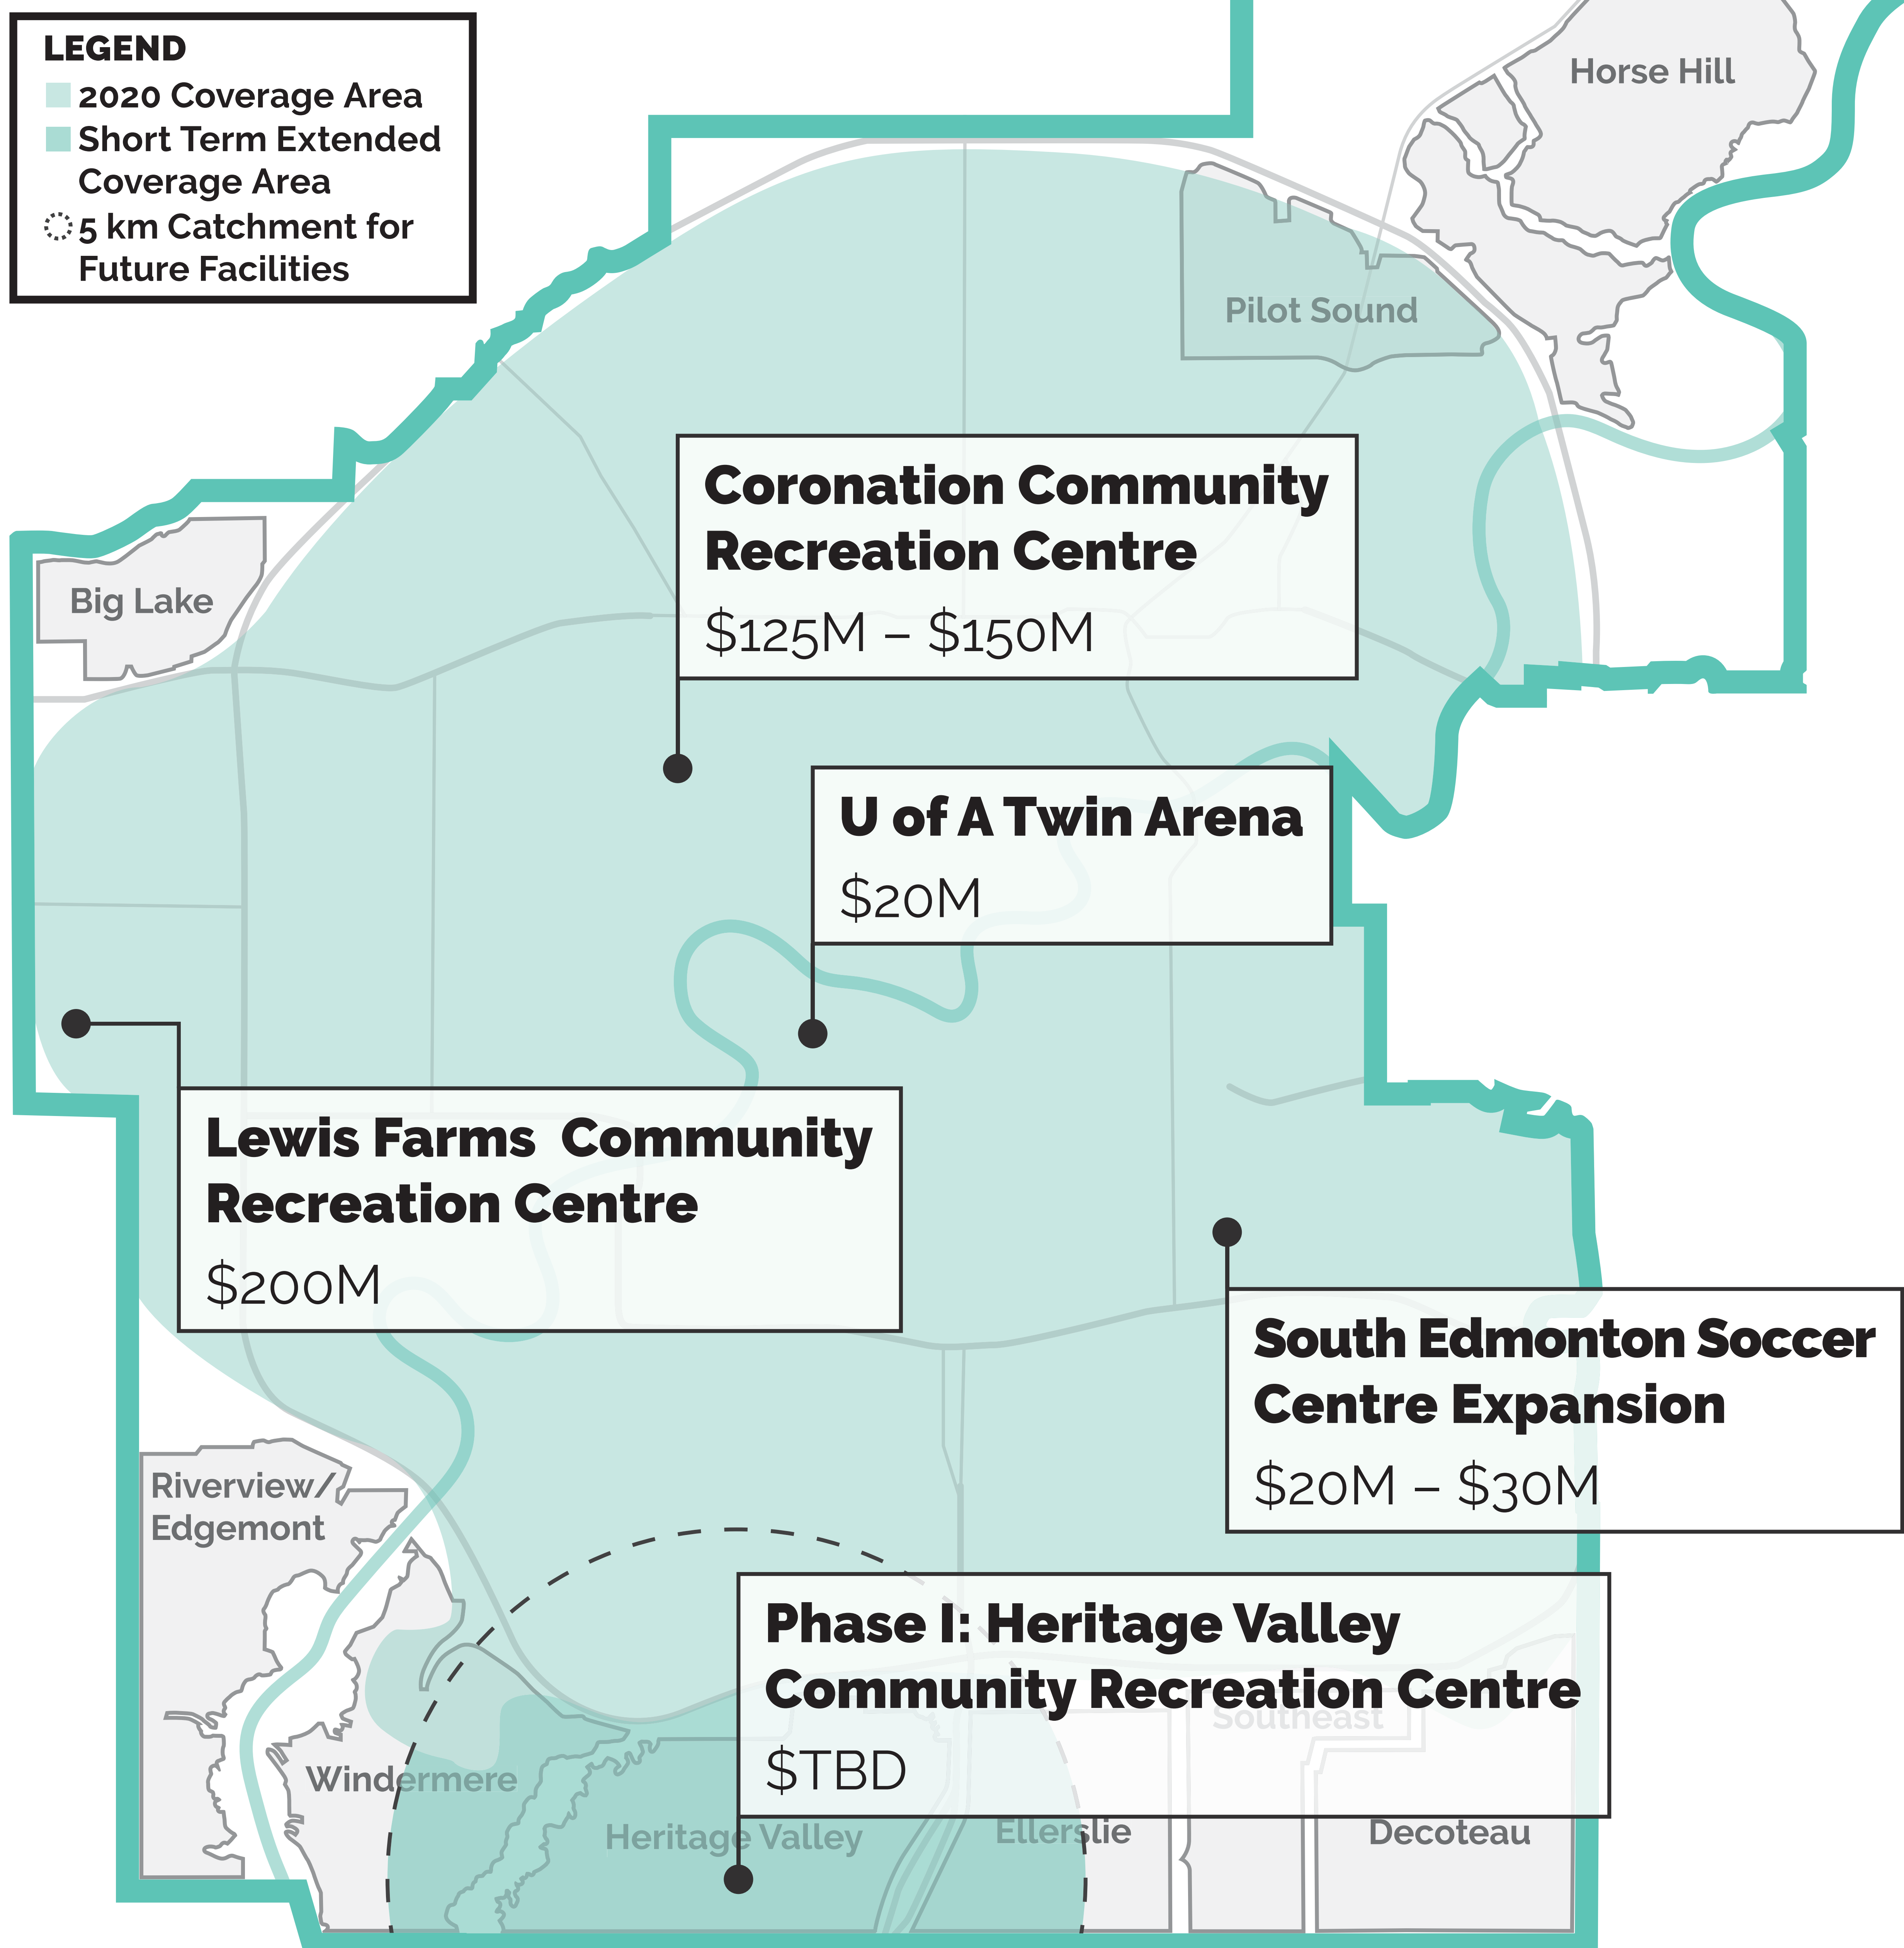 LEGEND
2020 Coverage Area
Short Term Extended
Coverage Area
5 km Catchment for
Future Facilities
Horse Hill
Pilot Sound
Coronation Community
Recreation Centre
$125M – $150M
Big Lake
U of A Twin Arena
$20M
Lewis Farms  Community
Recreation Centre
$200M
South Edmonton Soccer
Centre Expansion
$20M – $30M
Riverview/
Edgemont
Phase I: Heritage Valley
Community Recreation Centre
$TBD
Southeast
Windermere
Heritage Valley
Ellerslie
Decoteau